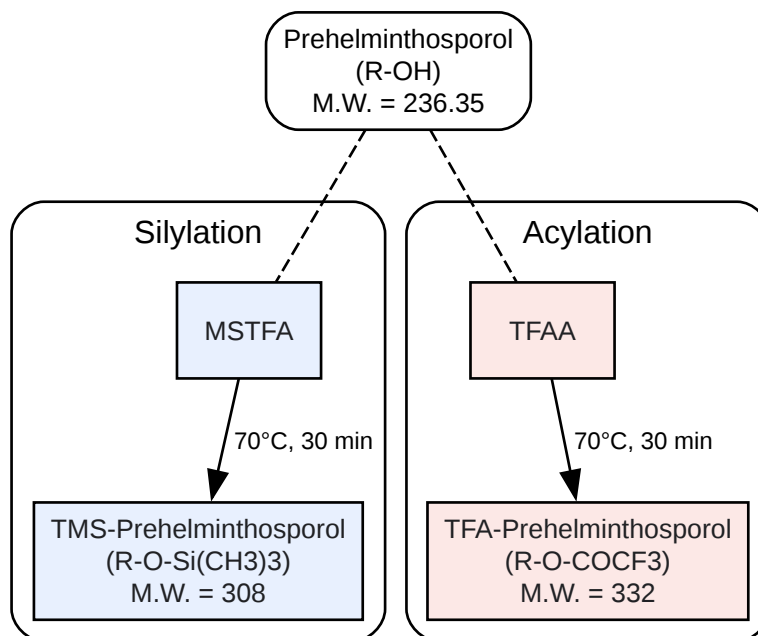 Prehelminthosporol
(R-OH)
M.W. = 236.35
Silylation
MSTFA
70°C, 30 min
TMS-Prehelminthosporol
(R-O-Si(CH3)3)
M.W. = 308
Acylation
TFAA
70°C, 30 min
TFA-Prehelminthosporol
(R-O-COCF3)
M.W. = 332